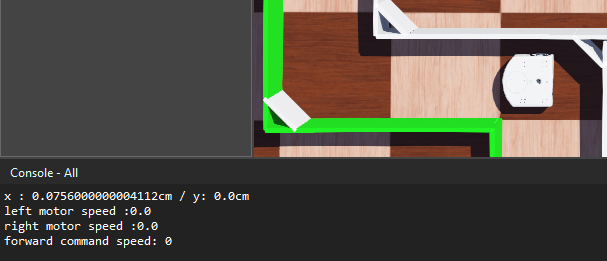 Console - All
x : 0.0756000000004112cm / y: 0.0cm
left motor speed :0.0
right motor speed :0.0
forward command speed: 0